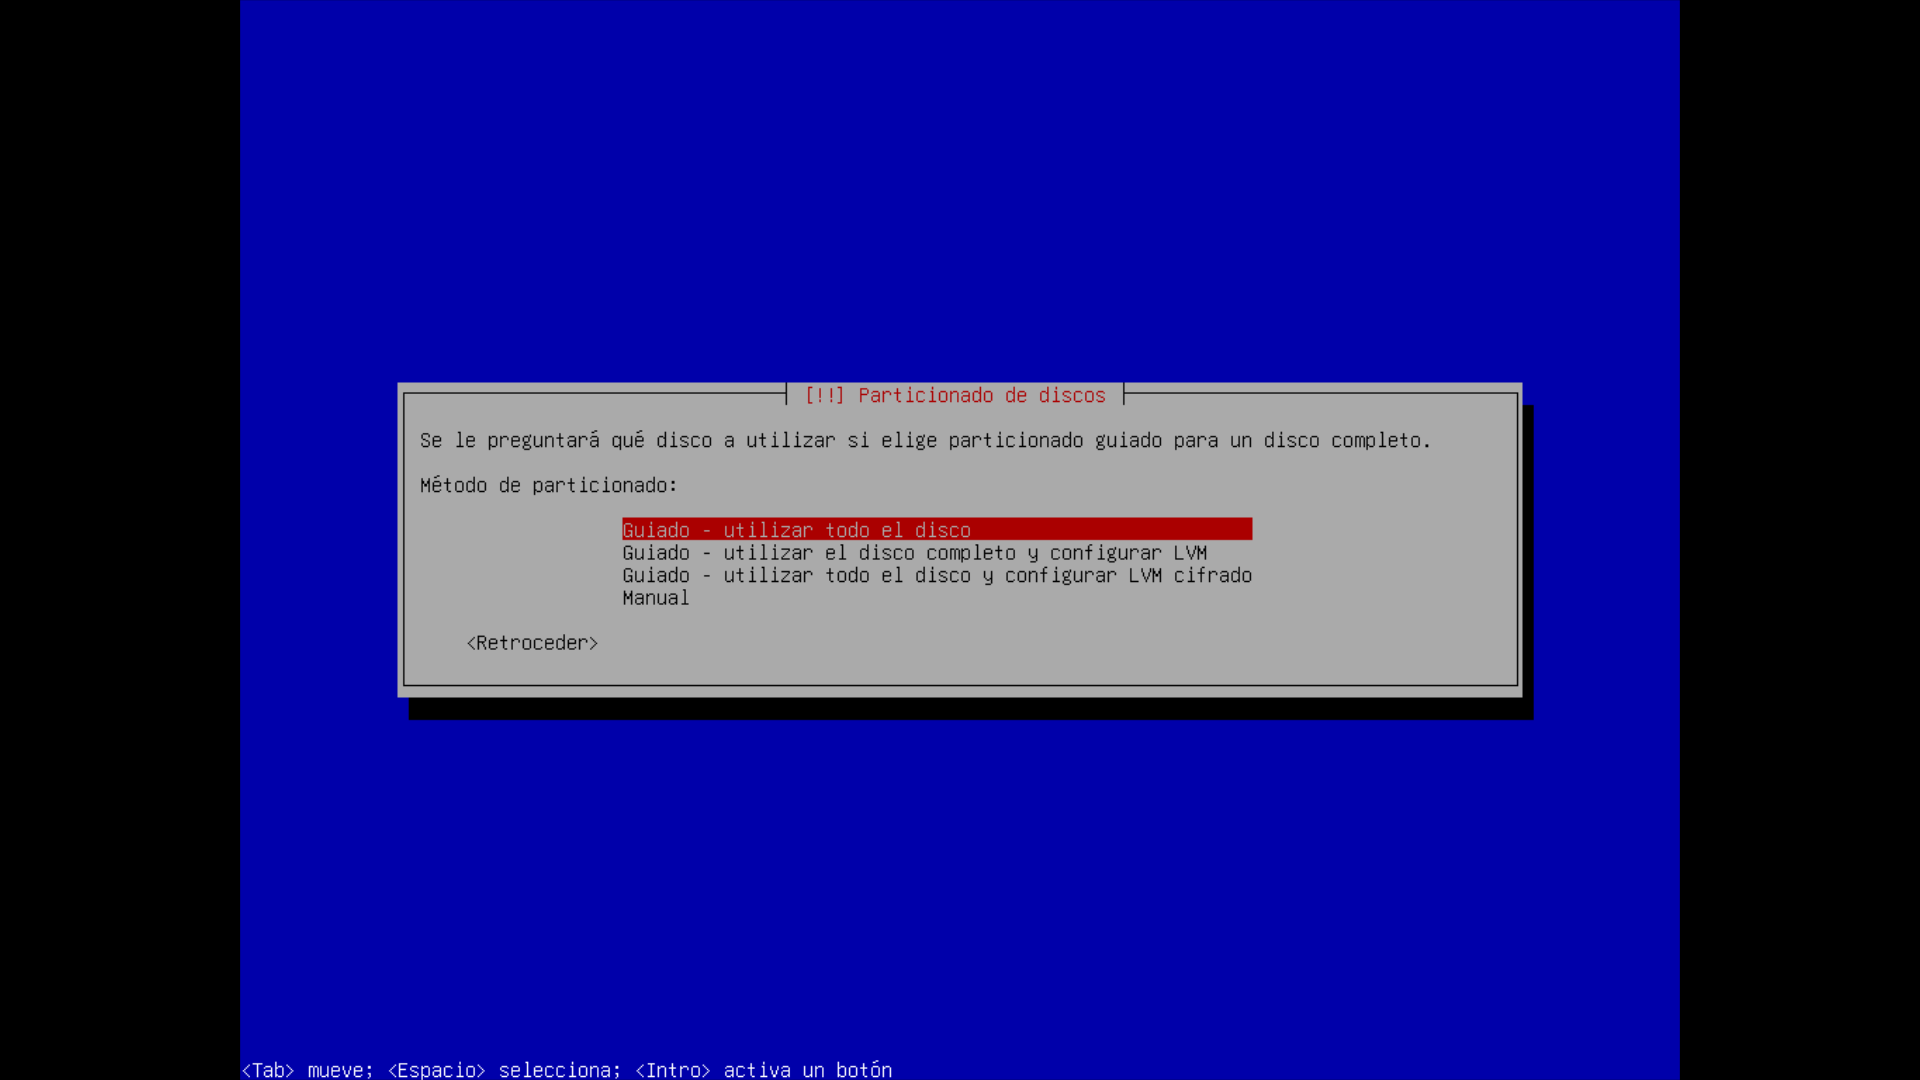 [!!] Particionado de discos
Se le preguntará qué disco a utilizar si elige particionado guiado para un disco completo.
Método de particionado:
Guiado - utilizar todo el disco
Guiado - utilizar el disco completo y configurar LVM
Guiado - utilizar todo el disco y configurar LVM cifrado
Manual
<Retroceder>
<Tab> mueve; <Espacio> selecciona; <Intro> activa un botón